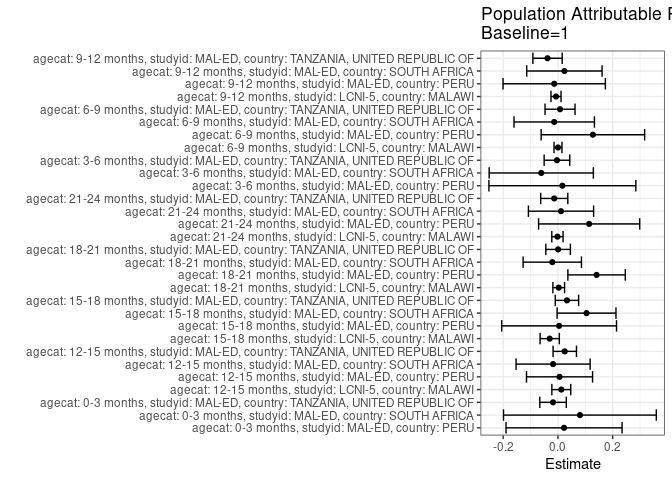 Population Attributable
Baseline=1
agecat: 9-12 months, studyid: MAL-ED, country: TANZANIA, UNITED REPUBLIC OF
agecat: 9-12 months, studyid: MAL-ED, country: SOUTH AFRICA
agecat: 9-12 months, studyid: MAL-ED, country: PERU
agecat: 9-12 months, studyid: LCNI-5, country: MALAWI
agecat: 6-9 months, studyid: MAL-ED, country: TANZANIA, UNITED REPUBLIC OF
agecat: 6-9 months, studyid: MAL-ED, country: SOUTH AFRICA
agecat: 6-9 months, studyid: MAL-ED, country: PERU
agecat: 6-9 months, studyid: LCNI-5, country: MALAWI
agecat: 3-6 months, studyid: MAL-ED, country: TANZANIA, UNITED REPUBLIC OF
agecat: 3-6 months, studyid: MAL-ED, country: SOUTH AFRICA
agecat: 3-6 months, studyid: MAL-ED, country: PERU
agecat: 21-24 months, studyid: MAL-ED, country: TANZANIA, UNITED REPUBLIC OF
agecat: 21-24 months, studyid: MAL-ED, country: SOUTH AFRICA
agecat: 21-24 months, studyid: MAL-ED, country: PERU
agecat: 21-24 months, studyid: LCNI-5, country: MALAWI
agecat: 18-21 months, studyid: MAL-ED, country: TANZANIA, UNITED REPUBLIC OF
agecat: 18-21 months, studyid: MAL-ED, country: SOUTH AFRICA
agecat: 18-21 months, studyid: MAL-ED, country: PERU
agecat: 18-21 months, studyid: LCNI-5, country: MALAWI
agecat: 15-18 months, studyid: MAL-ED, country: TANZANIA, UNITED REPUBLIC OF
agecat: 15-18 months, studyid: MAL-ED, country: SOUTH AFRICA
agecat: 15-18 months, studyid: MAL-ED, country: PERU
agecat: 15-18 months, studyid: LCNI-5, country: MALAWI
agecat: 12-15 months, studyid: MAL-ED, country: TANZANIA, UNITED REPUBLIC OF
agecat: 12-15 months, studyid: MAL-ED, country: SOUTH AFRICA
agecat: 12-15 months, studyid: MAL-ED, country: PERU
agecat: 12-15 months, studyid: LCNI-5, country: MALAWI
agecat: 0-3 months, studyid: MAL-ED, country: TANZANIA, UNITED REPUBLIC OF
agecat: 0-3 months, studyid: MAL-ED, country: SOUTH AFRICA
agecat: 0-3 months, studyid: MAL-ED, country: PERU
-0.2 0.0 0.2
Estimate